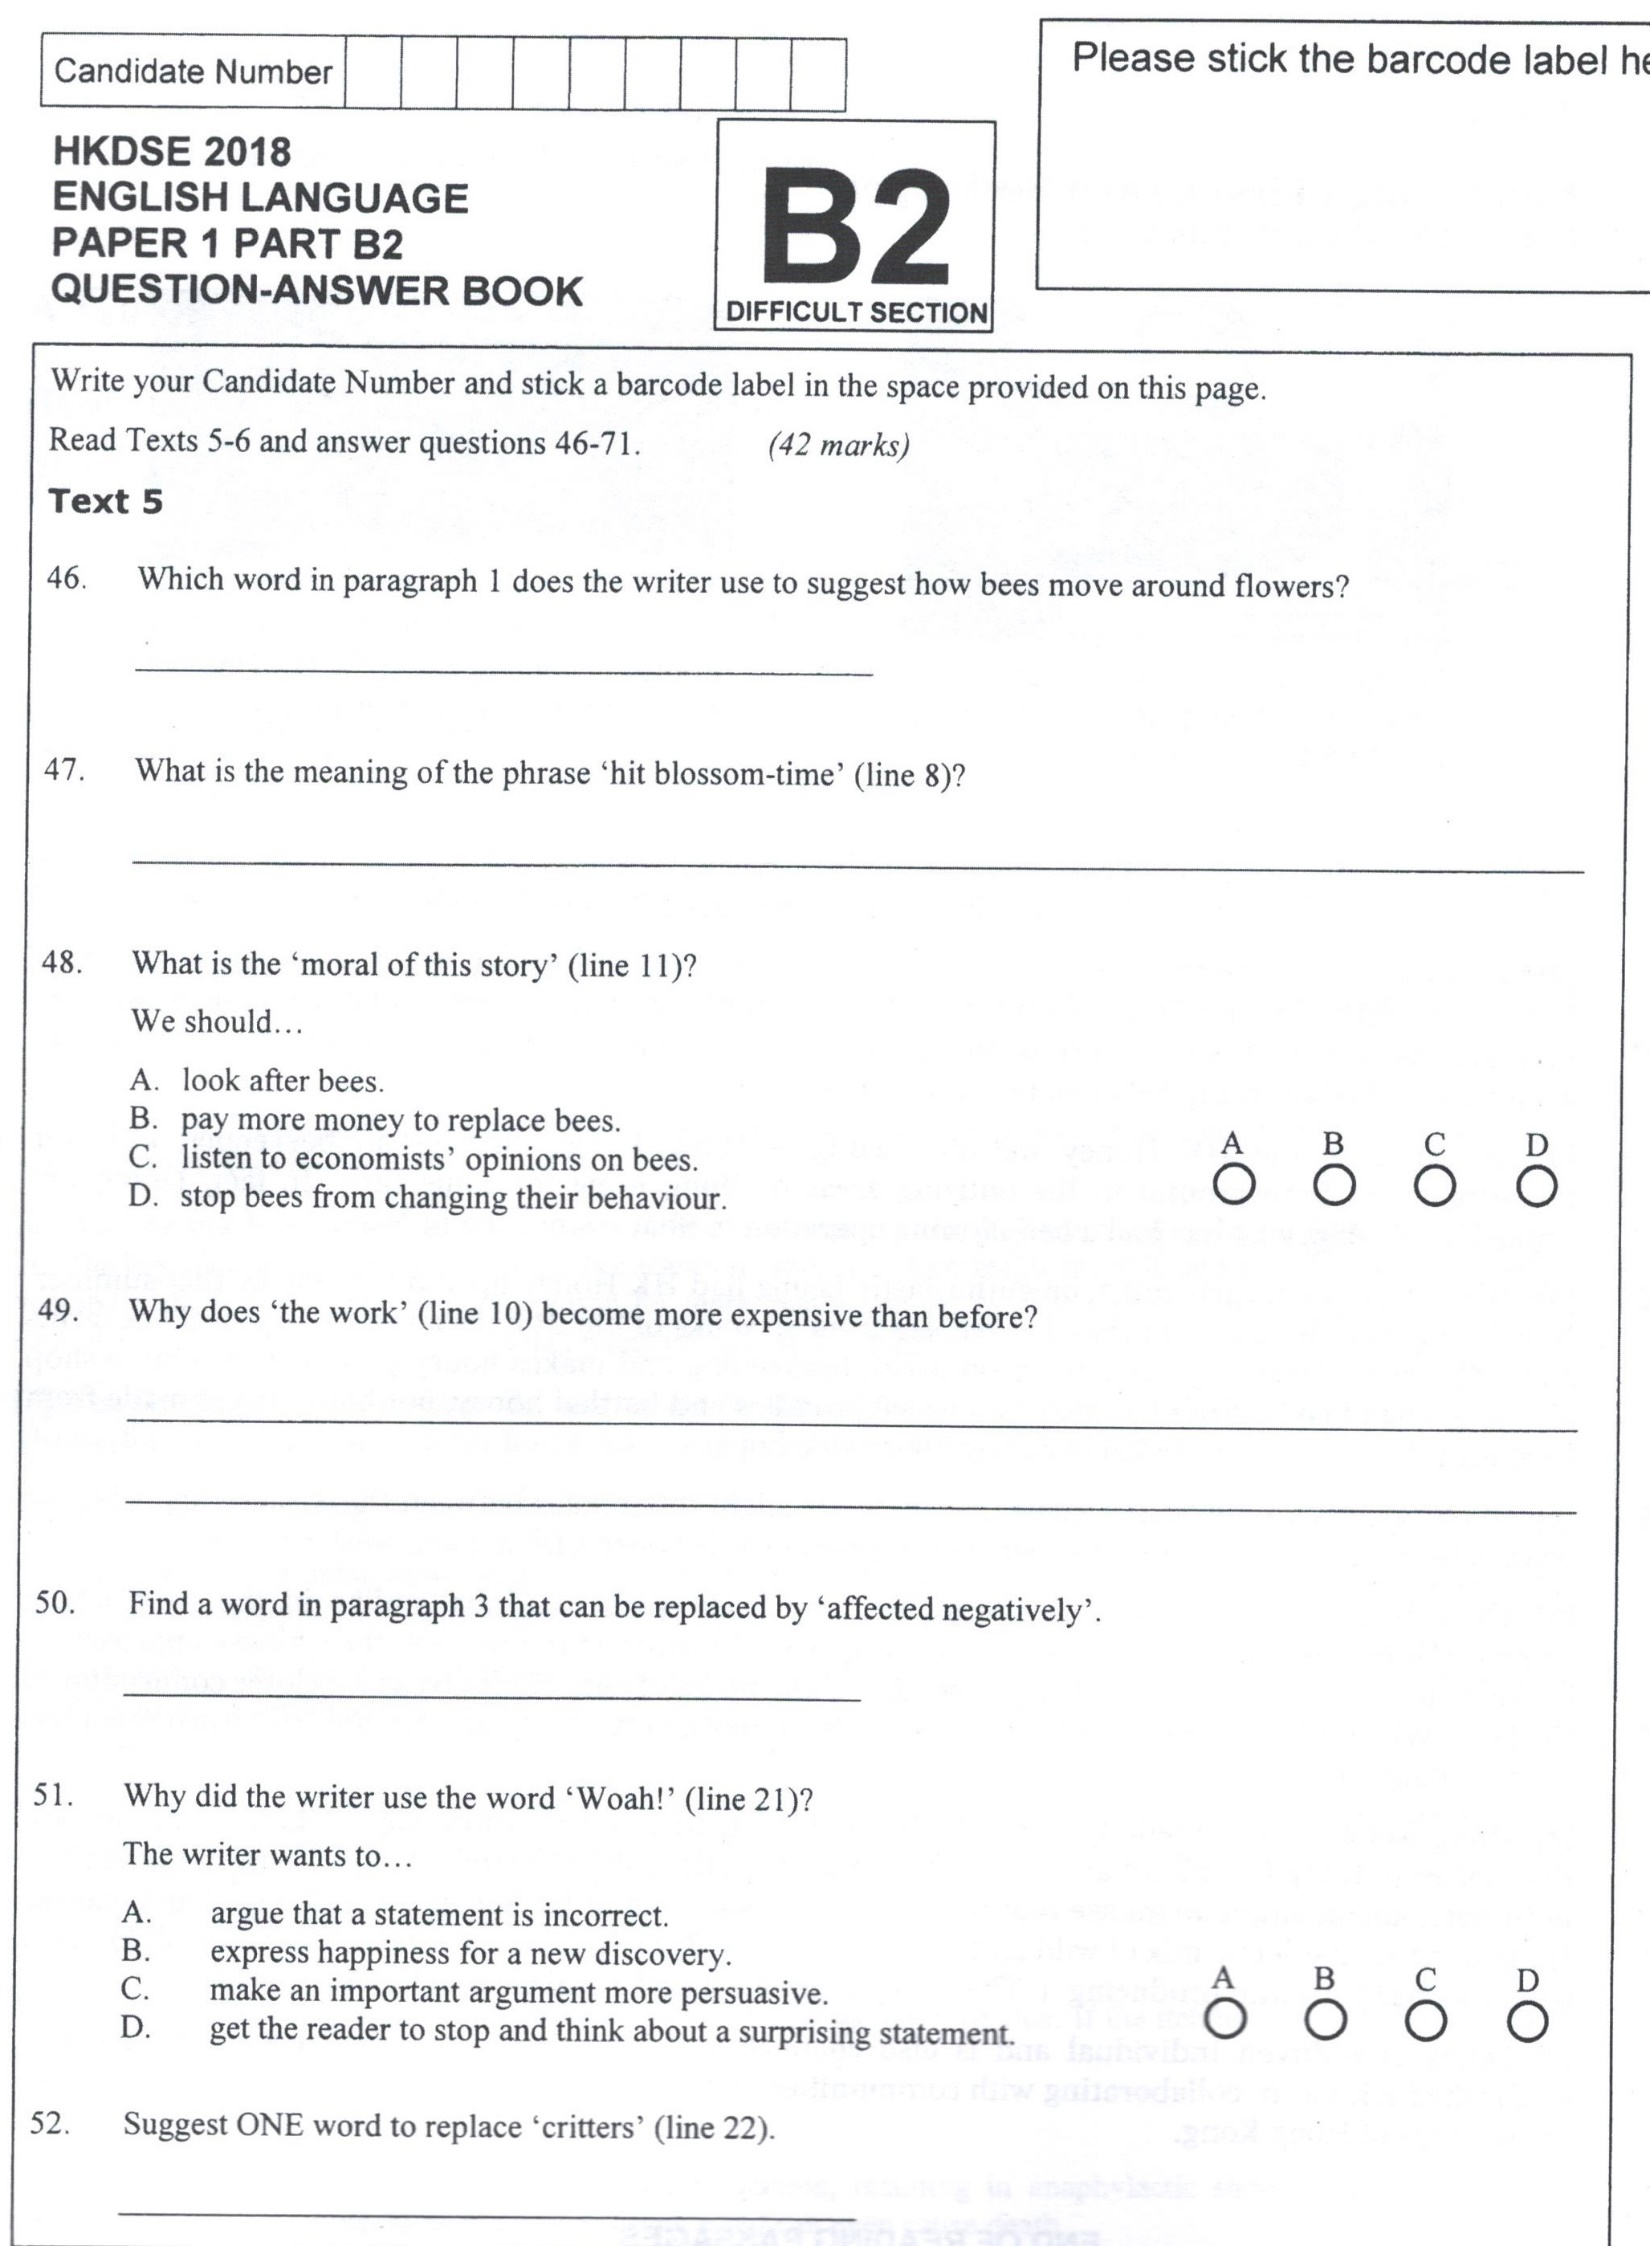 Candidate Number
Please stick the barcode label he
HKDSE 2018
ENGLISH LANGUAGE
PAPER 1 PART B2
QUESTION-ANSWER BOOK
B2
DIFFICULT SECTION
Write your Candidate Number and stick a barcode label in the space provided on this page.
Read Texts 5-6 and answer questions 46-71. (42 marks)
Text 5
46. Which word in paragraph 1 does the writer use to suggest how bees move around flowers?
47. What is the meaning of the phrase ‘hit blossom-time’ (line 8)?
48. What is the ‘moral of this story’ (line 11)?
We should…
A. look after bees.
B. pay more money to replace bees.
C. listen to economists’ opinions on bees.
D. stop bees from changing their behaviour.
A B C D
49. Why does ‘the work’ (line 10) become more expensive than before?
50. Find a word in paragraph 3 that can be replaced by ‘affected negatively’.
51. Why did the writer use the word ‘Woah!’ (line 21)?
The writer wants to…
A. argue that a statement is incorrect.
B. express happiness for a new discovery.
C. make an important argument more persuasive.
D. get the reader to stop and think about a surprising statement.
A B C D
52. Suggest ONE word to replace ‘critters’ (line 22).